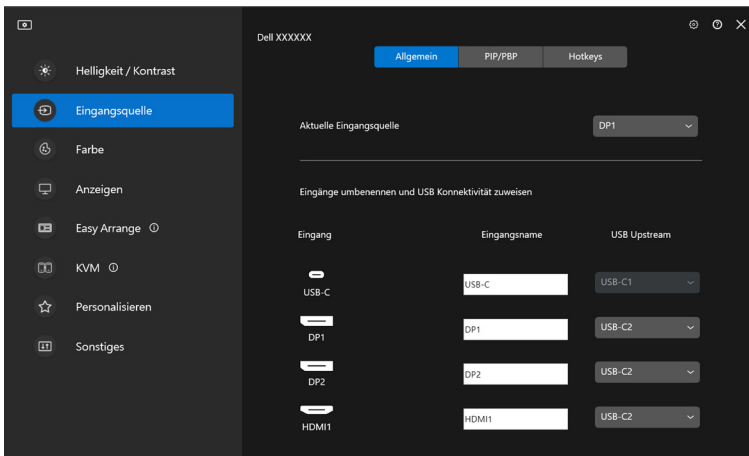 Dell XXXXXX
Allgemein PIP/PBP Hotkeys
Helligkeit / Kontrast
Eingangsquelle
Farbe
Anzeigen
Easy Arrange
KVM
Personalisieren
Sonstiges
Aktuelle Eingangsquelle DP1
Eingänge umbenennen und USB Konnektivität zuweisen
Eingang Eingangsname USB Upstream
USB-C USB-C USB-C1
DP1 DP1 USB-C2
DP2 DP2 USB-C2
HDMI1 HDMI1 USB-C2